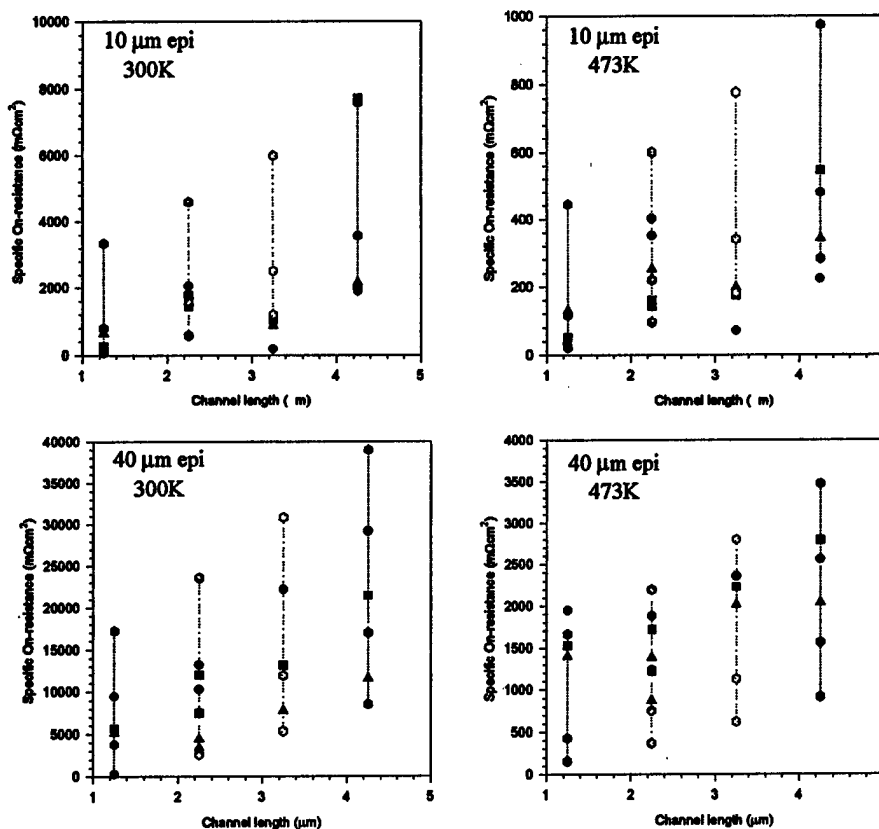 10 μm epi
300K
Specific On-resistance (mΩcm²)
10000
8000
6000
4000
2000
0
1 2 3 4 5
Channel length ( m)
10 μm epi
473K
Specific On-resistance (mΩcm²)
1000
800
600
400
200
0
1 2 3 4
Channel length ( m)
40 μm epi
300K
Specific On-resistance (mΩcm²)
40000
35000
30000
25000
20000
15000
10000
5000
0
1 2 3 4 5
Channel length (μm)
40 μm epi
473K
Specific On-resistance (mΩcm²)
4000
3500
3000
2500
2000
1500
1000
500
0
1 2 3 4
Channel length (μm)